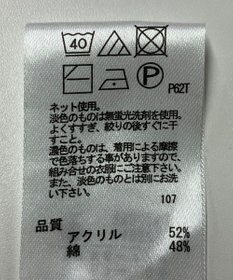 40
P62T
ネット使用。
淡色のものは無蛍光洗剤を使用。
よくすすぎ、絞りの後すぐに干
すこと。
濃色のものは、着用による摩擦
で色落ちする事がありますので、
組み合せの衣服にご注意下さい。
また、淡色のものとは別にお洗い
下さい。
107
品質
アクリル 52%
綿 48%